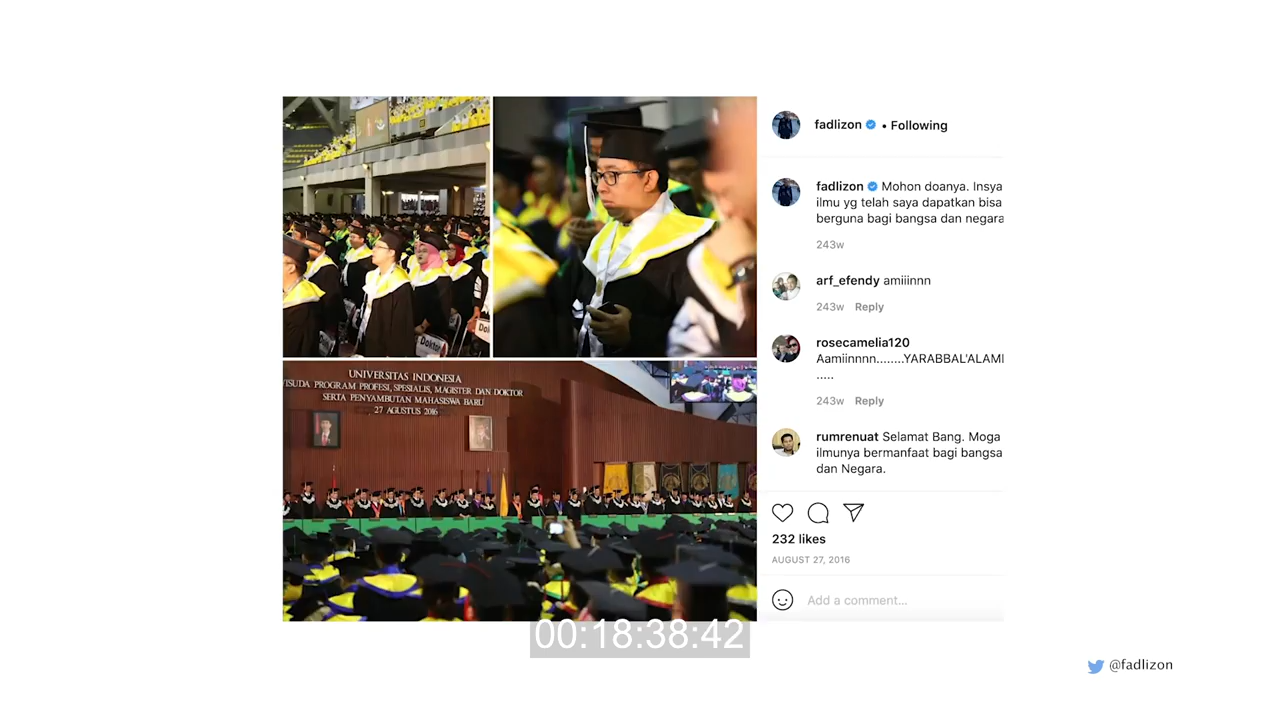 fadlizon • Following
fadlizon Mohon doanya. Insya
ilmu yg telah saya dapatkan bisa
berguna bagi bangsa dan negara
243w
arf_efendy amiiinnn
243w Reply
rosecamelia120
Aamiinnnn........YARABBAL'ALAMI
.....
243w Reply
rumrenuat Selamat Bang. Moga
ilmunya bermanfaat bagi bangsa
dan Negara.
232 likes
AUGUST 27, 2016
Add a comment...
Dok
Doktor
UNIVERSITAS INDONESIA
WISUDA PROGRAM PROFESI, SPESIALIS, MAGISTER DAN DOKTOR
SERTA PENYAMBUTAN MAHASISWA BARU
27 AGUSTUS 2016
00:18:38:42
@fadlizon